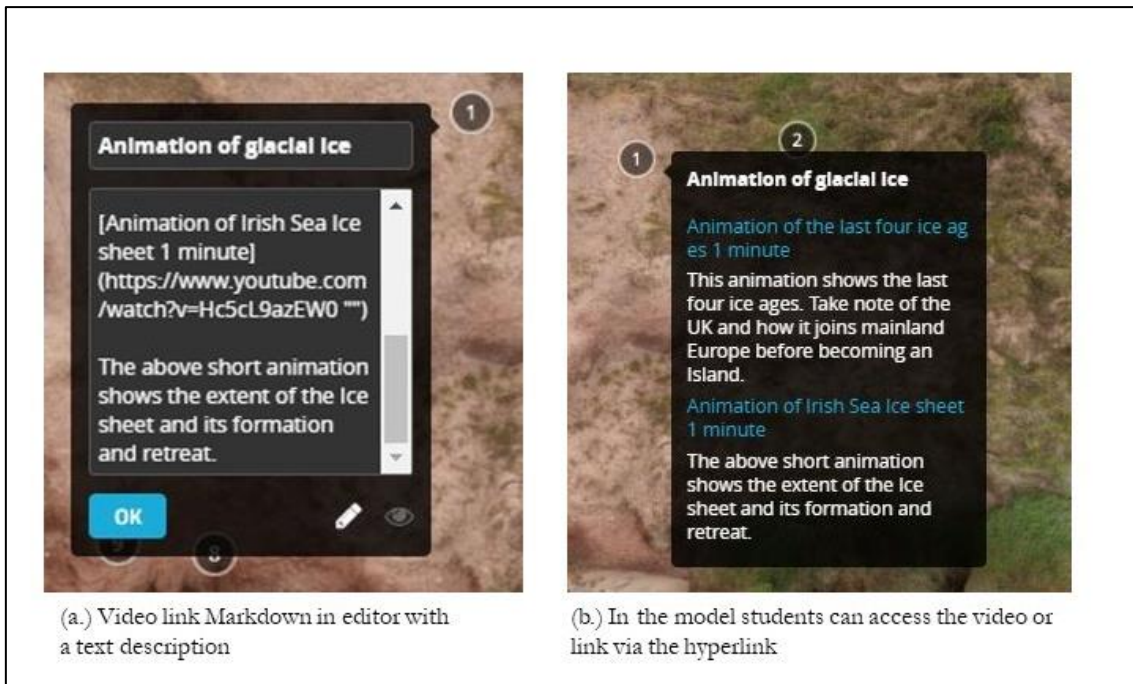 1
Animation of glacial Ice
[Animation of Irish Sea Ice
sheet 1 minute]
(https://www.youtube.com
/watch?v=Hc5cL9azEW0 "")
The above short animation
shows the extent of the Ice
sheet and its formation
and retreat.
OK
9
8
(a.) Video link Markdown in editor with
a text description
1
2
Animation of glacial Ice
Animation of the last four ice ag
es 1 minute
This animation shows the last
four ice ages. Take note of the
UK and how it joins mainland
Europe before becoming an
Island.
Animation of Irish Sea Ice sheet
1 minute
The above short animation
shows the extent of the Ice
sheet and its formation and
retreat.
(b.) In the model students can access the video or
link via the hyperlink